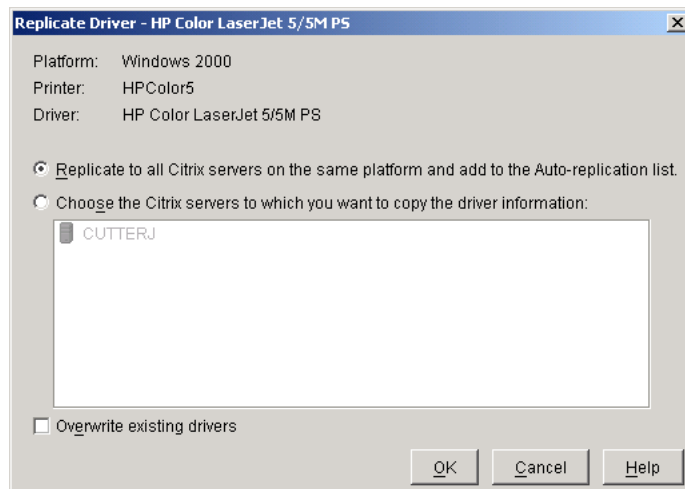 Replicate Driver - HP Color LaserJet 5/5M PS
Platform: Windows 2000
Printer: HPColor5
Driver: HP Color LaserJet 5/5M PS
Replicate to all Citrix servers on the same platform and add to the Auto-replication list.
Choose the Citrix servers to which you want to copy the driver information:
CUTTERJ
Overwrite existing drivers
OK Cancel Help